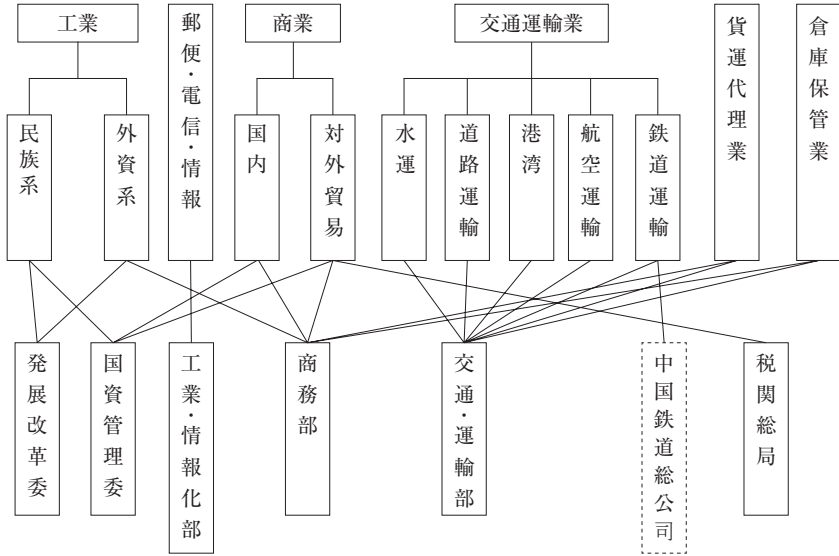 工業
商業
交通運輸業
郵便・電信・情報
貨運代理業
倉庫保管業
民族系
外資系
国内
対外貿易
水運
道路運輸
港湾
航空運輸
鉄道運輸
発展改革委
国資管理委
工業・情報化部
商務部
交通・運輸部
中国鉄道総公司
税関総局